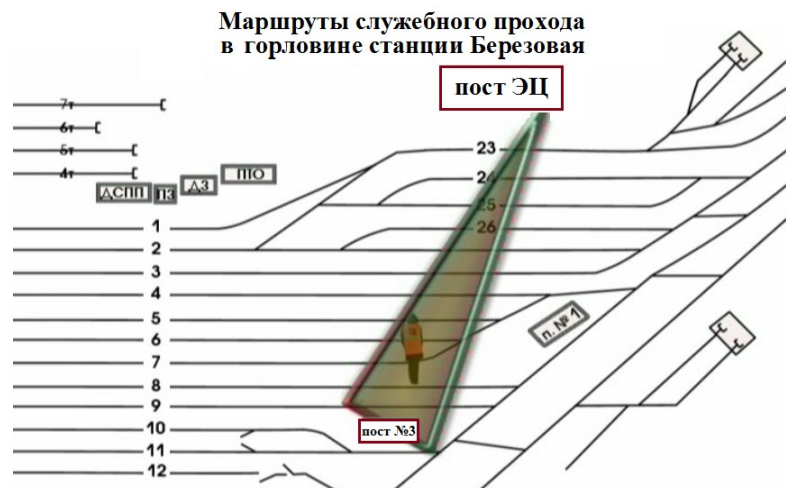 Маршруты служебного прохода
в горловине станции Березовая
пост ЭЦ
7т
6т
5т
4т
ДСПП
ПЗ
ДЗ
ПТО
23
24
25
26
1
2
3
4
5
6
7
8
9
10
11
12
п. № 1
пост №3